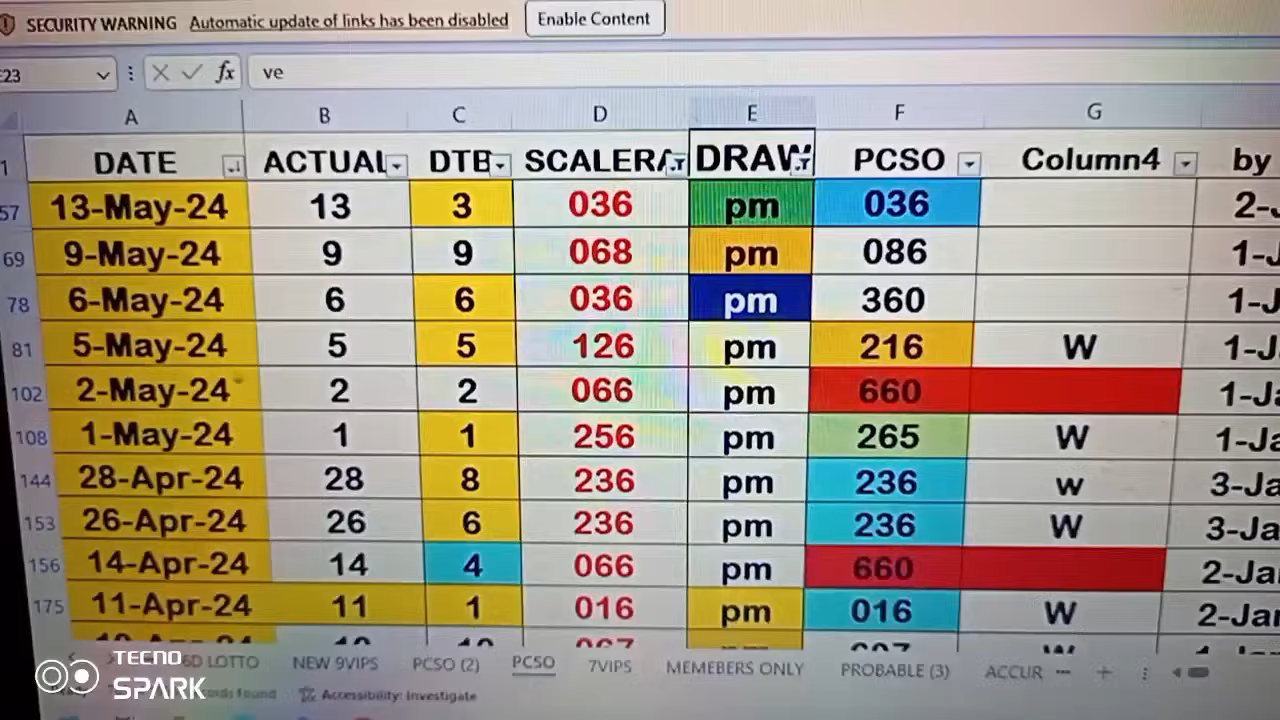 SECURITY WARNING Automatic update of links has been disabled Enable Content
E23 fx ve
A B C D E F G
1 DATE ACTUAL DTB SCALERA DRAW PCSO Column4 by
57 13-May-24 13 3 036 pm 036 2-J
69 9-May-24 9 9 068 pm 086 1-J
78 6-May-24 6 6 036 pm 360 1-J
81 5-May-24 5 5 126 pm 216 W 1-J
102 2-May-24 2 2 066 pm 660 1-Ja
108 1-May-24 1 1 256 pm 265 W 1-Ja
144 28-Apr-24 28 8 236 pm 236 w 3-Ja
153 26-Apr-24 26 6 236 pm 236 W 3-Ja
156 14-Apr-24 14 4 066 pm 660 2-Jan
175 11-Apr-24 11 1 016 pm 016 W 2-Jan
6D LOTTO NEW 9VIPS PCSO (2) PCSO 7VIPS MEMEBERS ONLY PROBABLE (3) ACCUR ... +
TECNO
SPARK
ords found Accessibility: Investigate